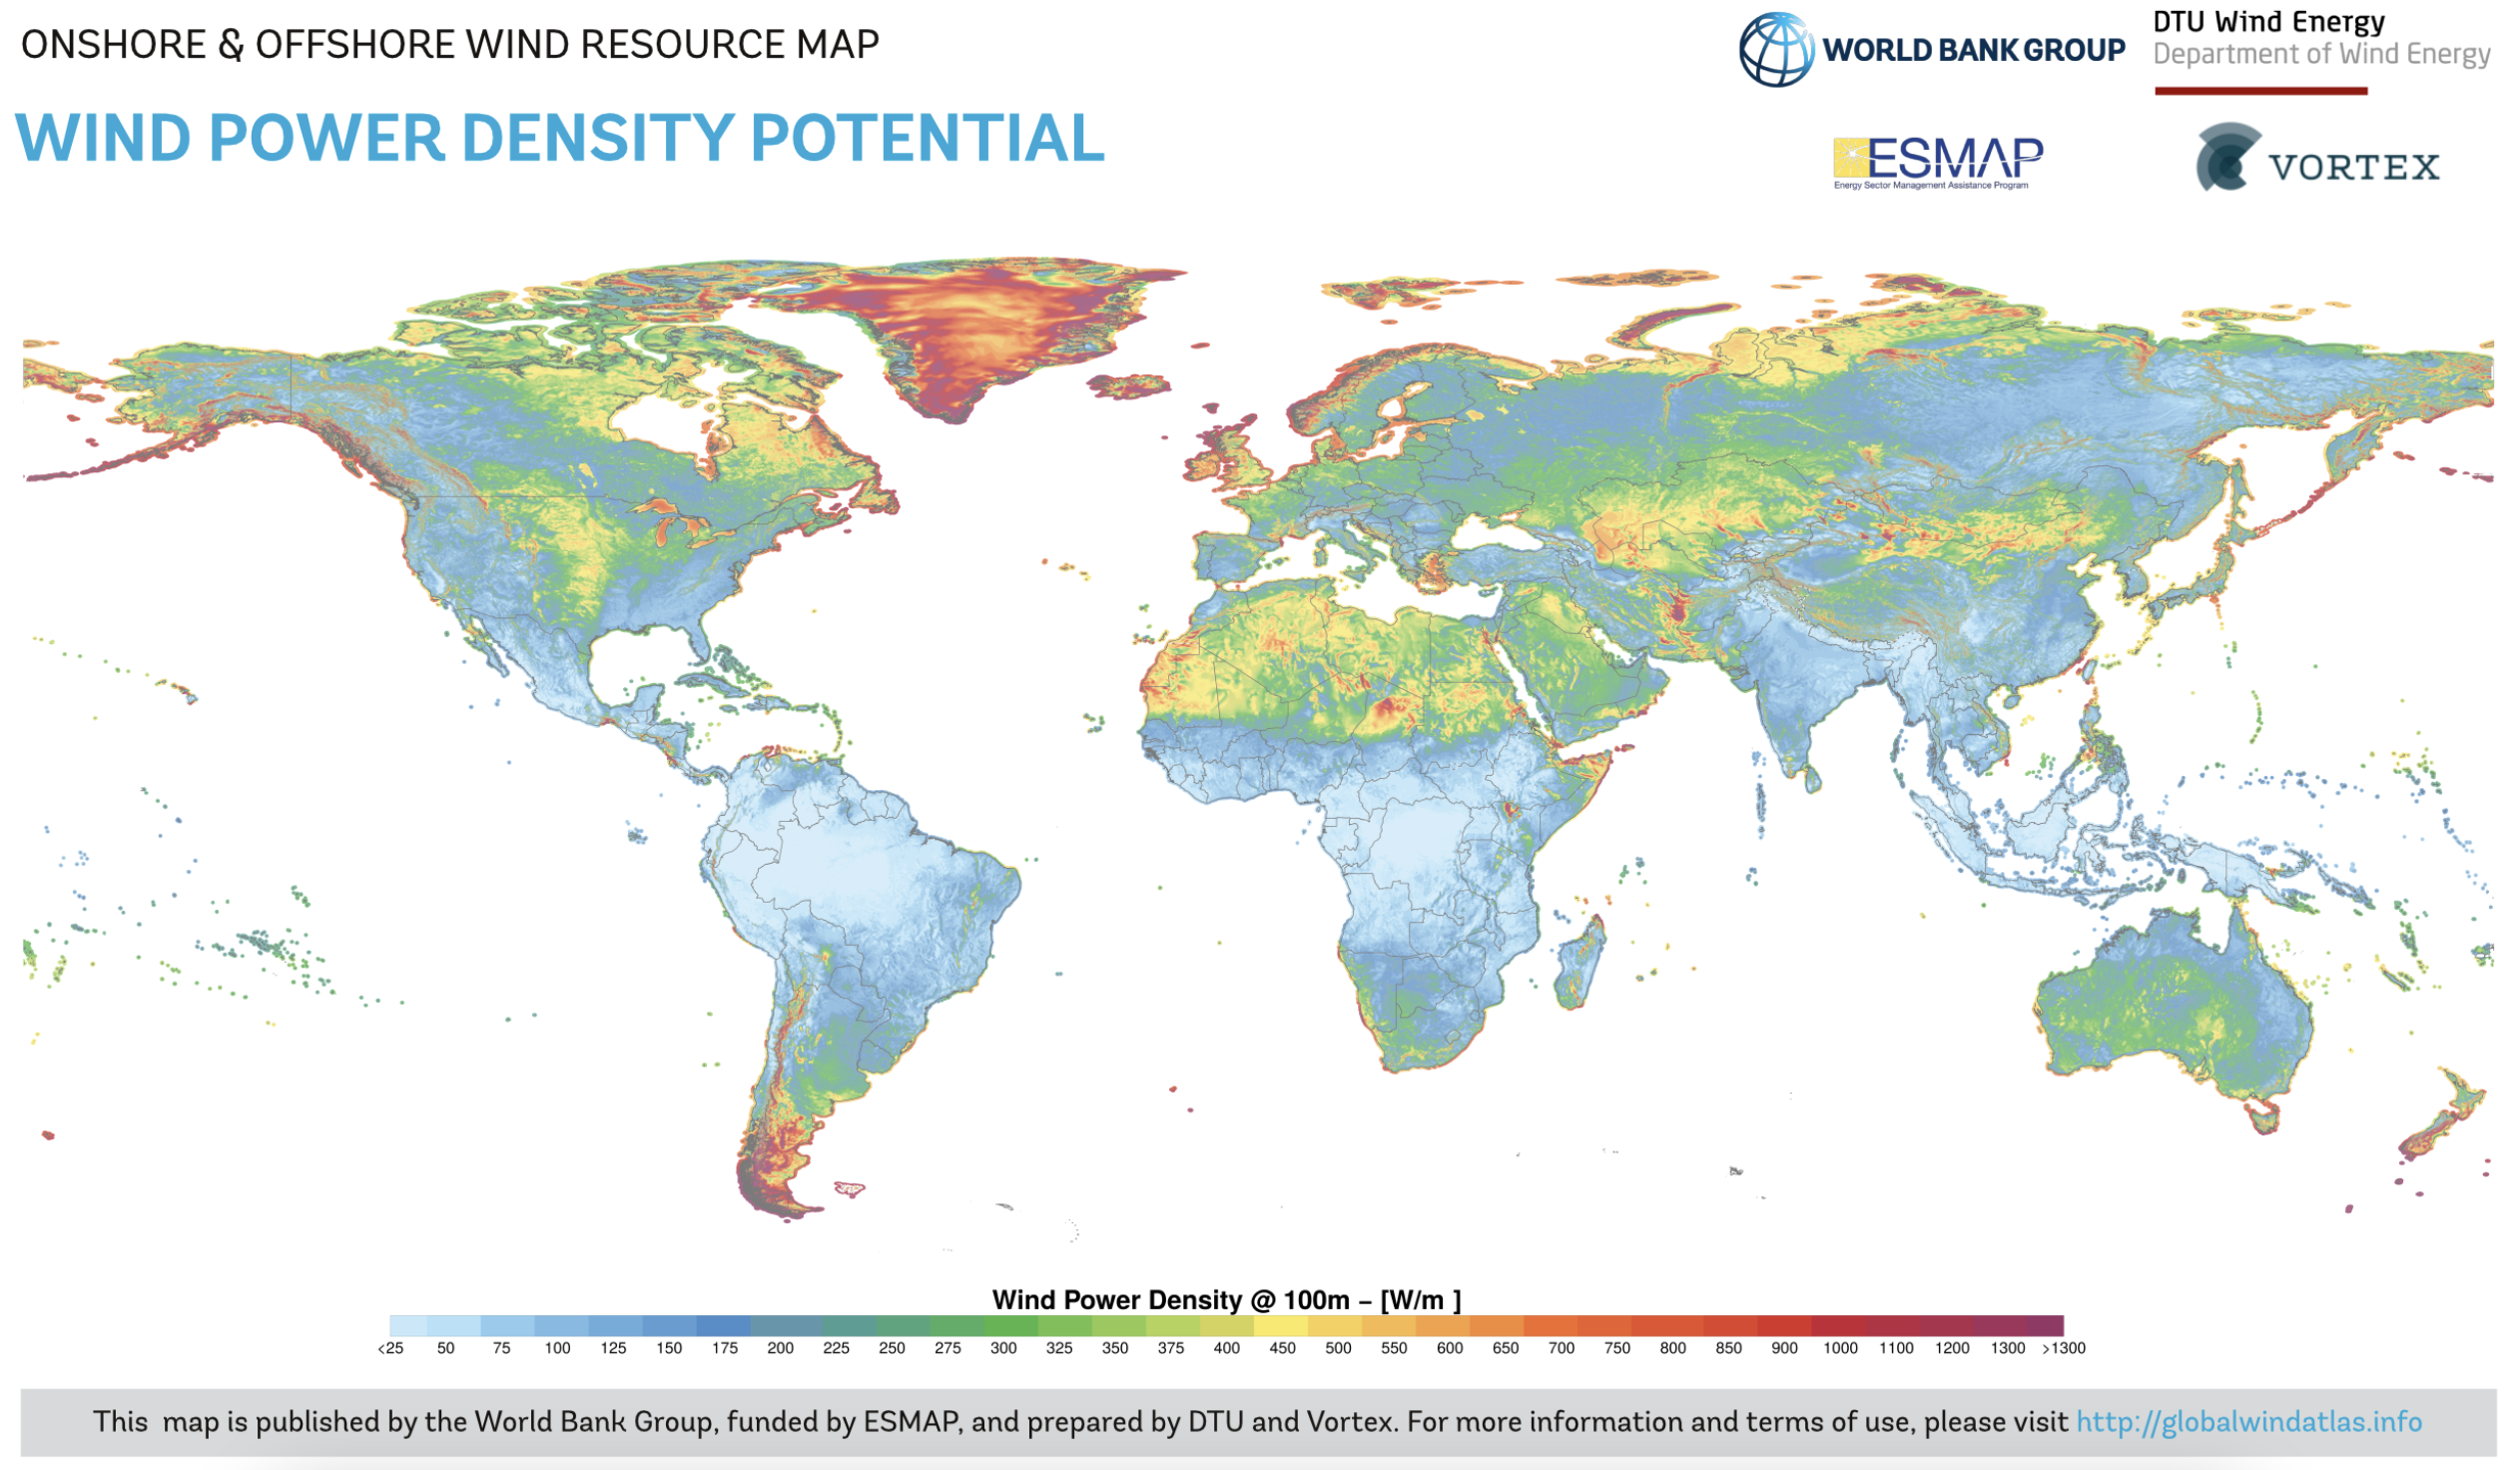 ONSHORE & OFFSHORE WIND RESOURCE MAP
WIND POWER DENSITY POTENTIAL
WORLD BANK GROUP
DTU Wind Energy
Department of Wind Energy
ESMAP
Energy Sector Management Assistance Program
VORTEX
Wind Power Density @ 100m – [W/m ]
<25 50 75 100 125 150 175 200 225 250 275 300 325 350 375 400 450 500 550 600 650 700 750 800 850 900 1000 1100 1200 1300 >1300
This map is published by the World Bank Group, funded by ESMAP, and prepared by DTU and Vortex. For more information and terms of use, please visit http://globalwindatlas.info